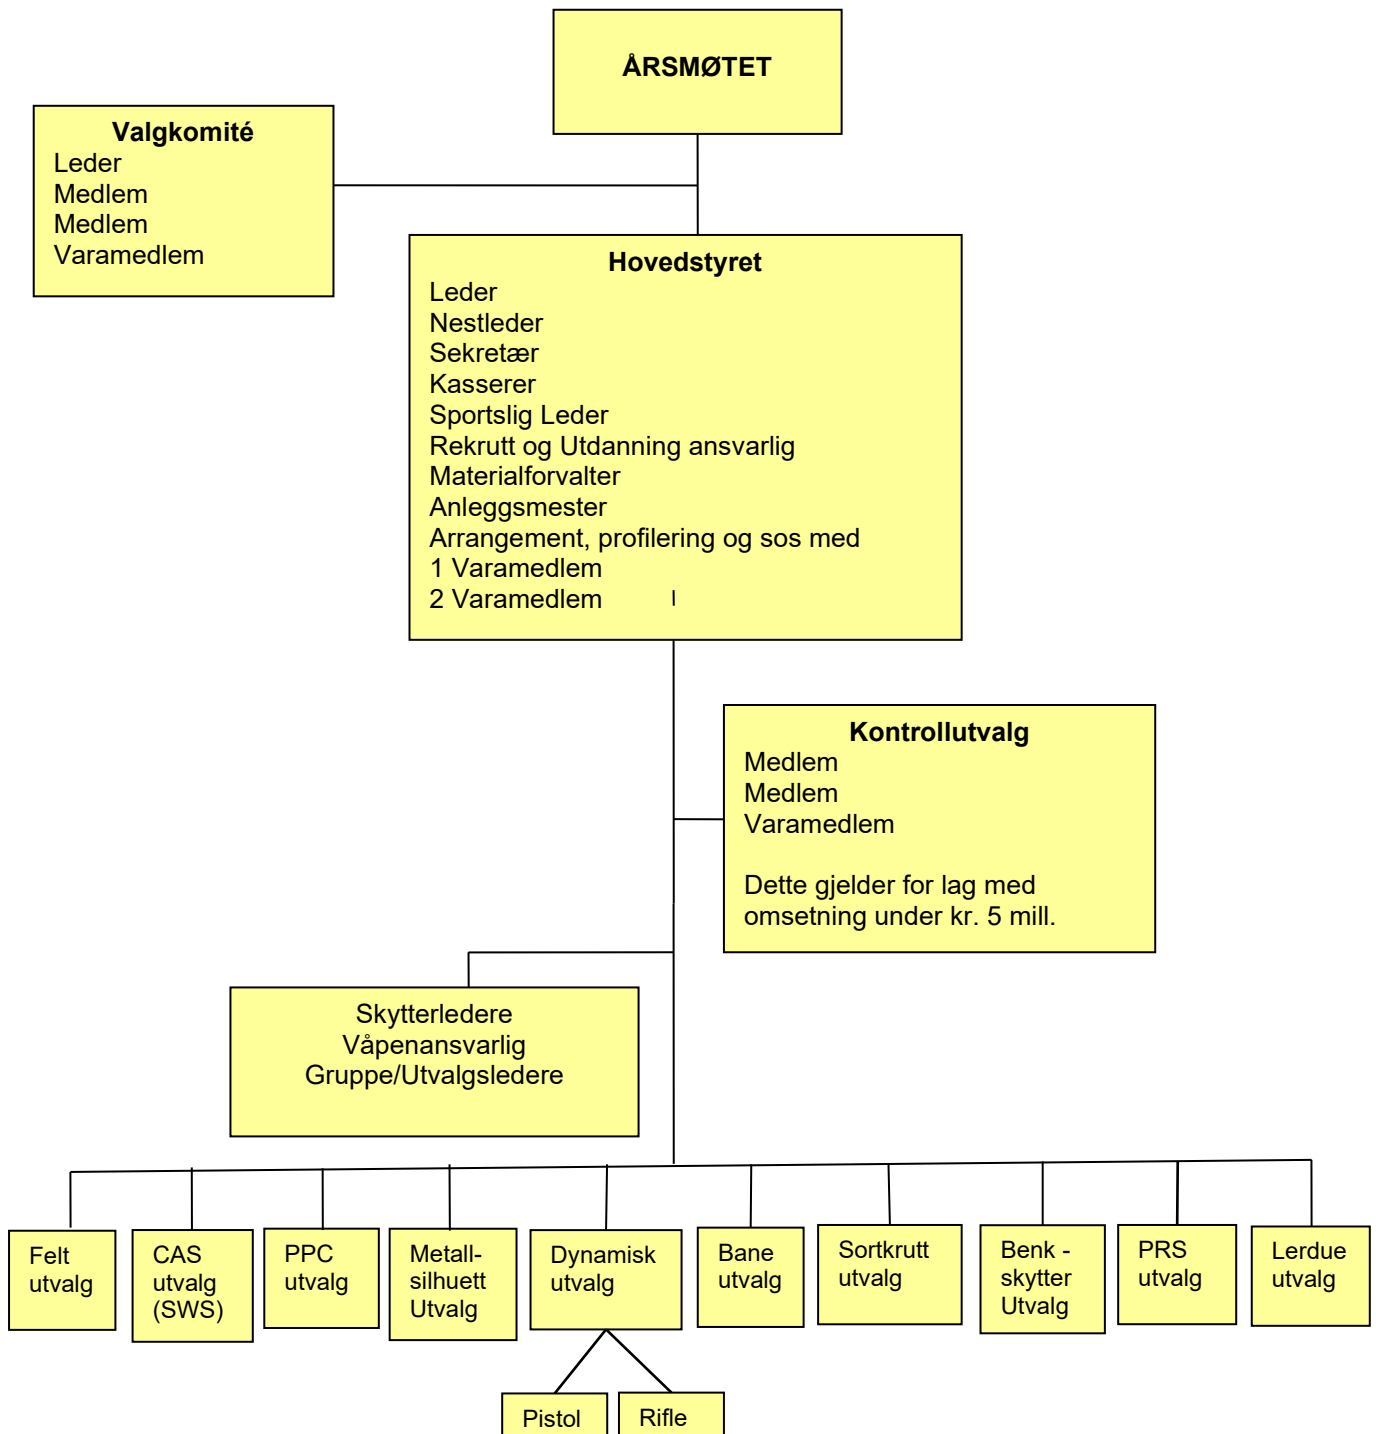 ÅRSMØTET
Valgkomité
Leder
Medlem
Medlem
Varamedlem
Hovedstyret
Leder
Nestleder
Sekretær
Kasserer
Sportslig Leder
Rekrutt og Utdanning ansvarlig
Materialforvalter
Anleggsmester
Arrangement, profilering og sos med
1 Varamedlem
2 Varamedlem
Kontrollutvalg
Medlem
Medlem
Varamedlem
Dette gjelder for lag med
omsetning under kr. 5 mill.
Skytterledere
Våpenansvarlig
Gruppe/Utvalgsledere
Felt
utvalg
CAS
utvalg
(SWS)
PPC
utvalg
Metall-
silhuett
Utvalg
Dynamisk
utvalg
Bane
utvalg
Sortkrutt
utvalg
Benk -
skytter
Utvalg
PRS
utvalg
Lerdue
utvalg
Pistol
Rifle